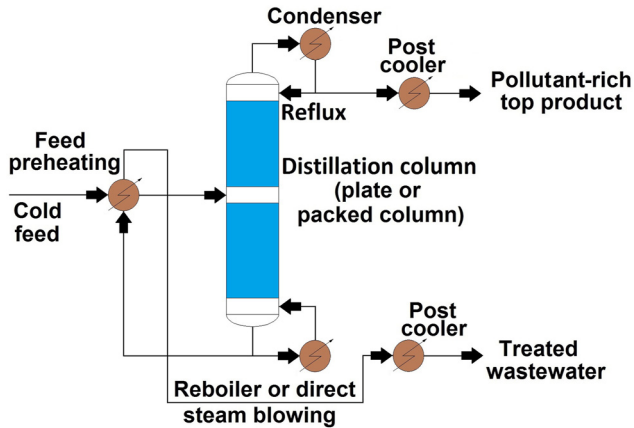 Condenser
Post
cooler
Pollutant-rich
top product
Reflux
Feed
preheating
Distillation column
(plate or
packed column)
Cold
feed
Post
cooler
Treated
wastewater
Reboiler or direct
steam blowing